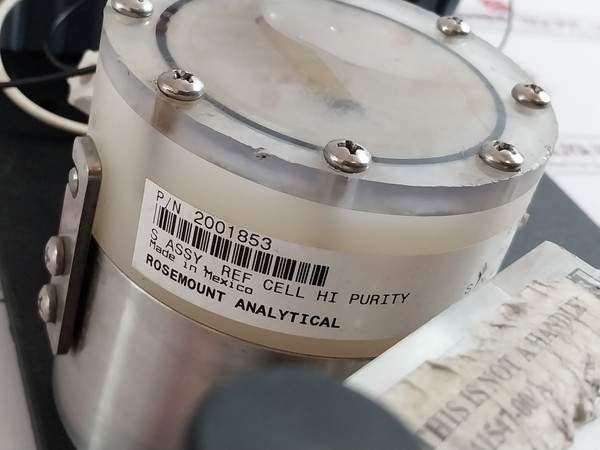 P/N 2001853
S ASSY, REF CELL HI PURITY
Made in Mexico
ROSEMOUNT ANALYTICAL
THIS IS NOT A HANDLE